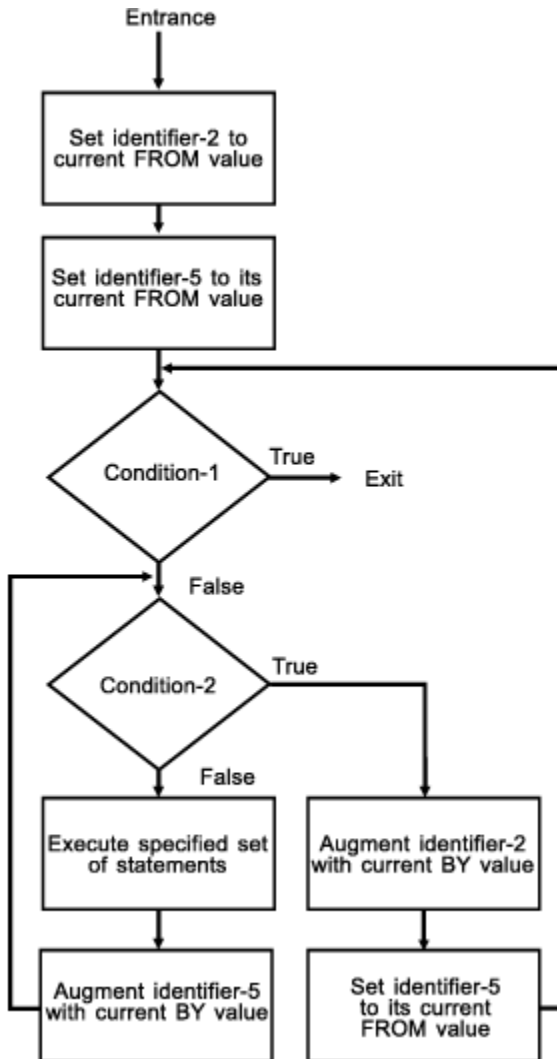 Entrance
Set identifier-2 to
current FROM value
Set identifier-5 to its
current FROM value
Condition-1
True
Exit
False
Condition-2
True
False
Execute specified set
of statements
Augment identifier-2
with current BY value
Augment identifier-5
with current BY value
Set identifier-5
to its current
FROM value